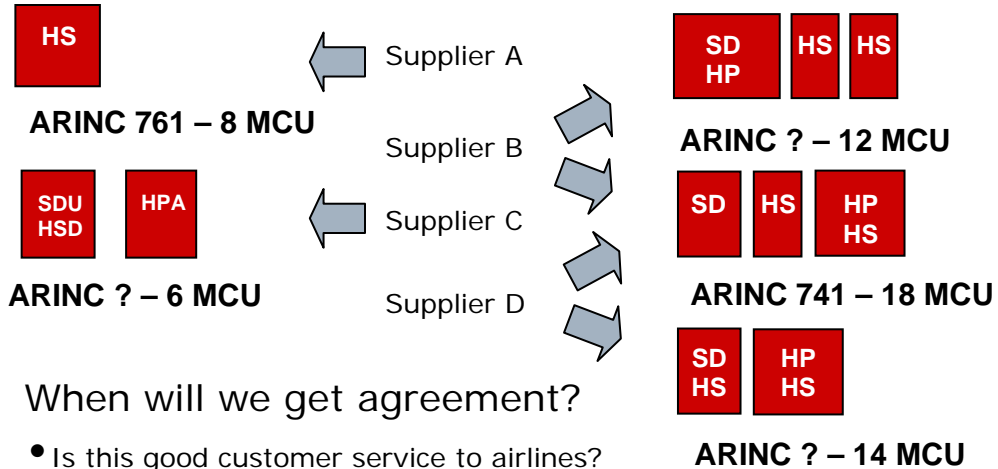 HS
ARINC 761 – 8 MCU
SDU
HSD
HPA
ARINC ? – 6 MCU
Supplier A
Supplier B
Supplier C
Supplier D
SD
HP
HS
HS
ARINC ? – 12 MCU
SD
HS
HP
HS
ARINC 741 – 18 MCU
SD
HS
HP
HS
ARINC ? – 14 MCU
When will we get agreement?
• Is this good customer service to airlines?